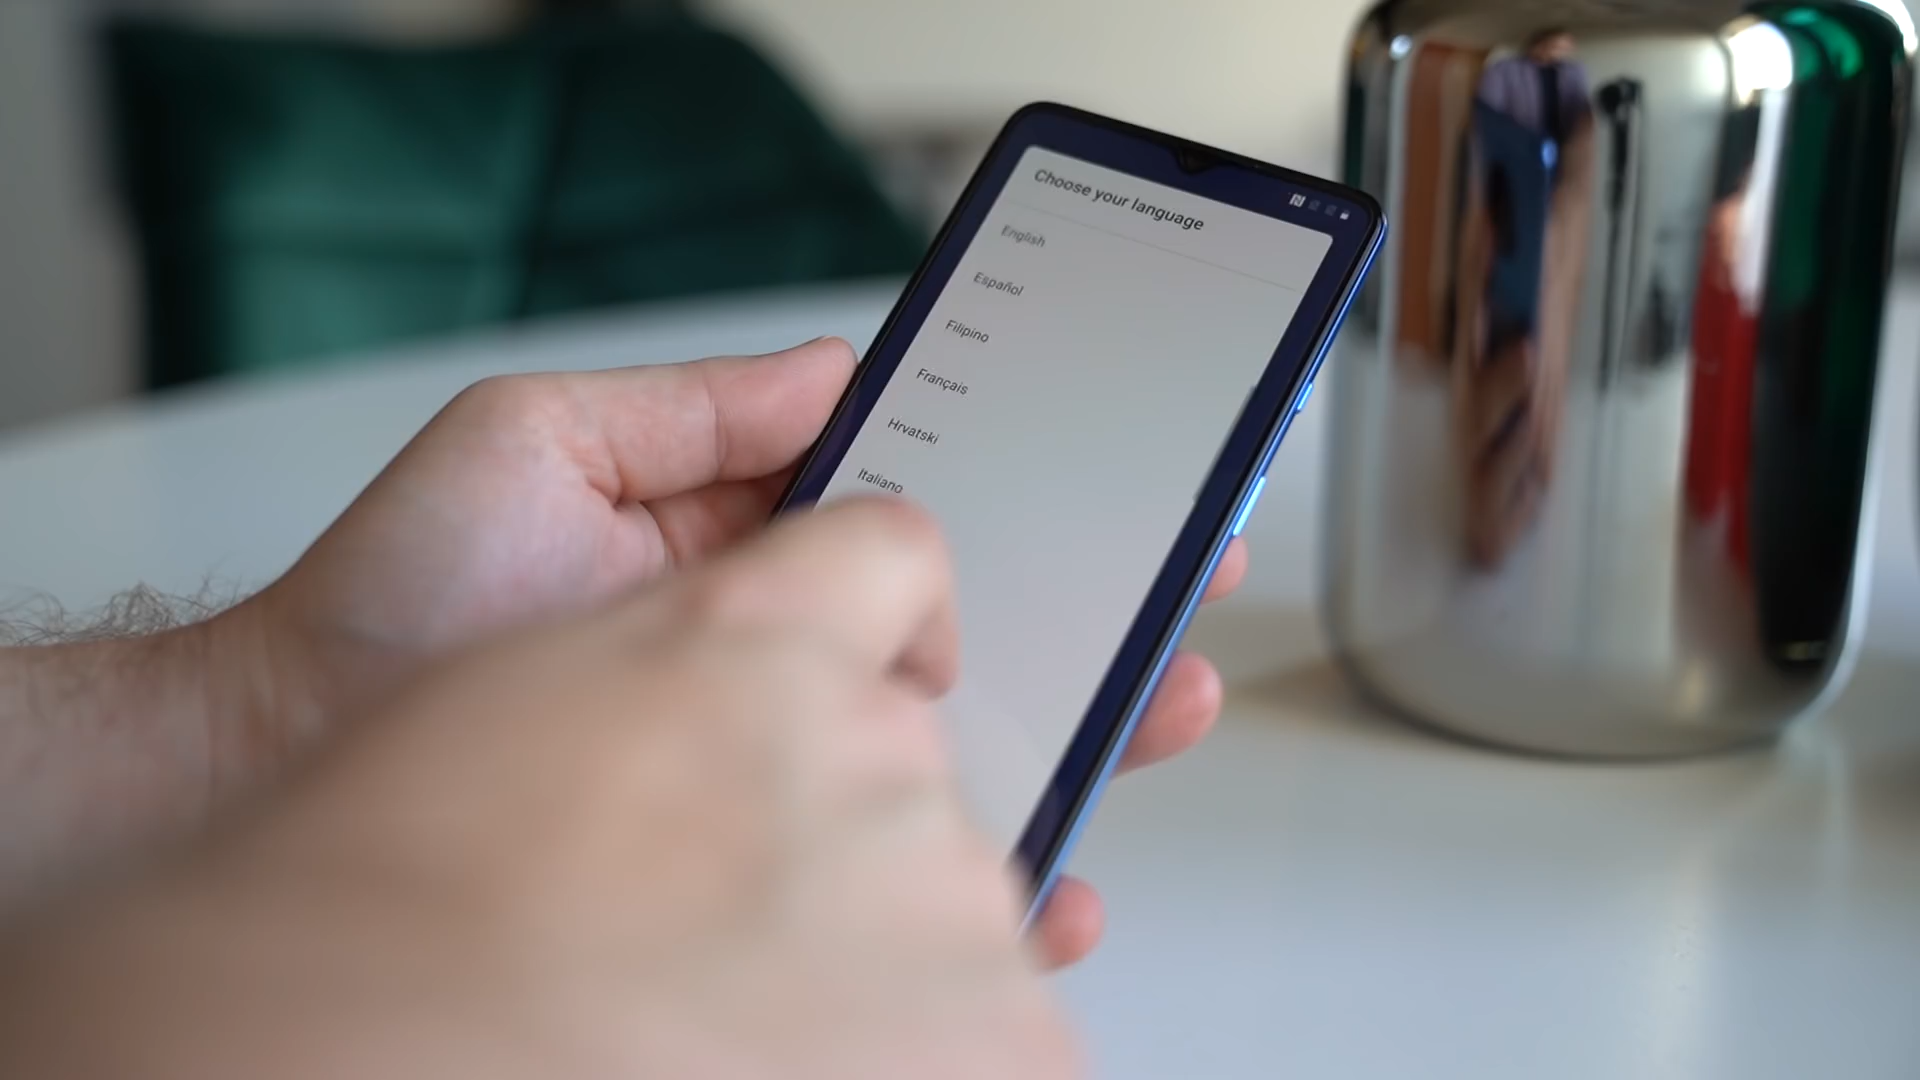 Choose your language
English
Español
Filipino
Français
Hrvatski
Italiano